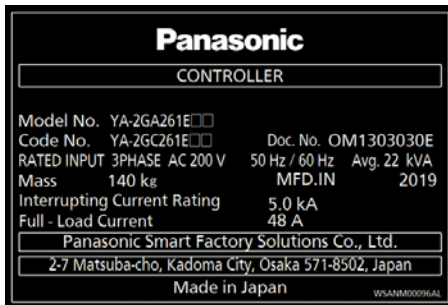 Panasonic
CONTROLLER
Model No. YA-2GA261E□□
Code No. YA-2GC261E□□ Doc. No. OM1303030E
RATED INPUT 3PHASE AC 200 V 50 Hz / 60 Hz Avg. 22 kVA
Mass 140 kg MFD.IN 2019
Interrupting Current Rating 5.0 kA
Full - Load Current 48 A
Panasonic Smart Factory Solutions Co., Ltd.
2-7 Matsuba-cho, Kadoma City, Osaka 571-8502, Japan
Made in Japan WSANM00096AL